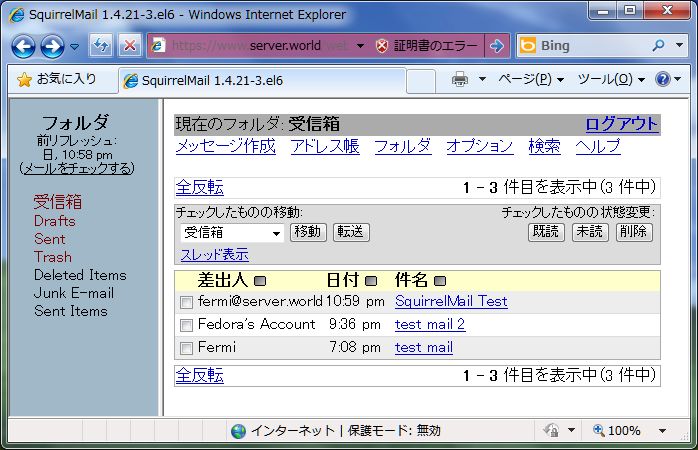 SquirrelMail 1.4.21-3.el6 - Windows Internet Explorer
https://www.server.world/web
証明書のエラー
Bing
お気に入り
SquirrelMail 1.4.21-3.el6
ページ(P)
ツール(O)
フォルダ
前リフレッシュ:
日, 10:58 pm
(メールをチェックする)
受信箱
Drafts
Sent
Trash
Deleted Items
Junk E-mail
Sent Items
現在のフォルダ: 受信箱
ログアウト
メッセージ作成 アドレス帳 フォルダ オプション 検索 ヘルプ
全反転
1 - 3 件目を表示中(3 件中)
チェックしたものの移動:
チェックしたものの状態変更:
受信箱 移動 転送
既読 未読 削除
スレッド表示
差出人 日付 件名
fermi@server.world 10:59 pm SquirrelMail Test
Fedora's Account 9:36 pm test mail 2
Fermi 7:08 pm test mail
全反転
1 - 3 件目を表示中(3 件中)
インターネット | 保護モード: 無効
100%